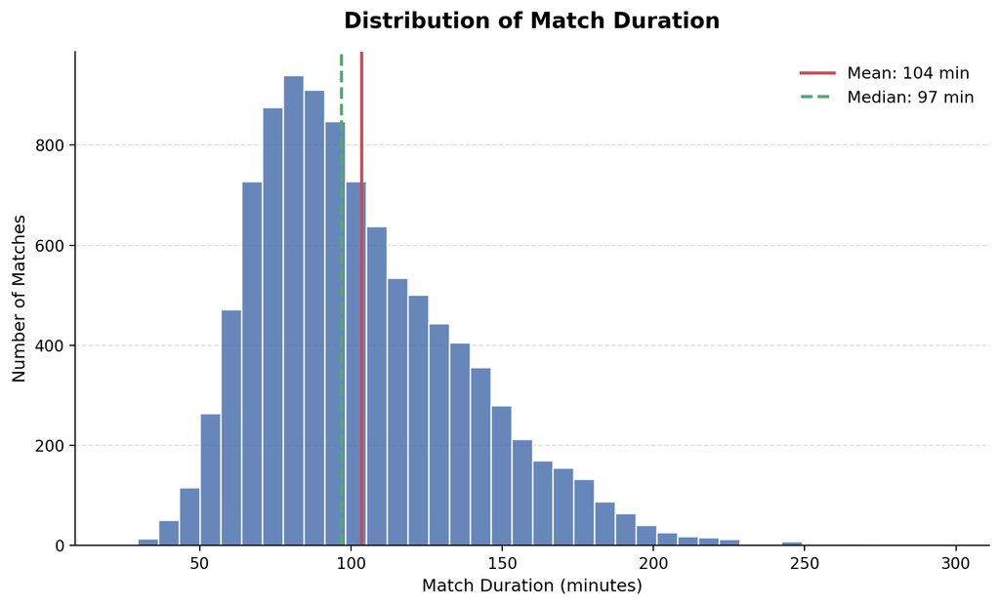 Distribution of Match Duration
Mean: 104 min
Median: 97 min
Number of Matches
800
600
400
200
0
50 100 150 200 250 300
Match Duration (minutes)